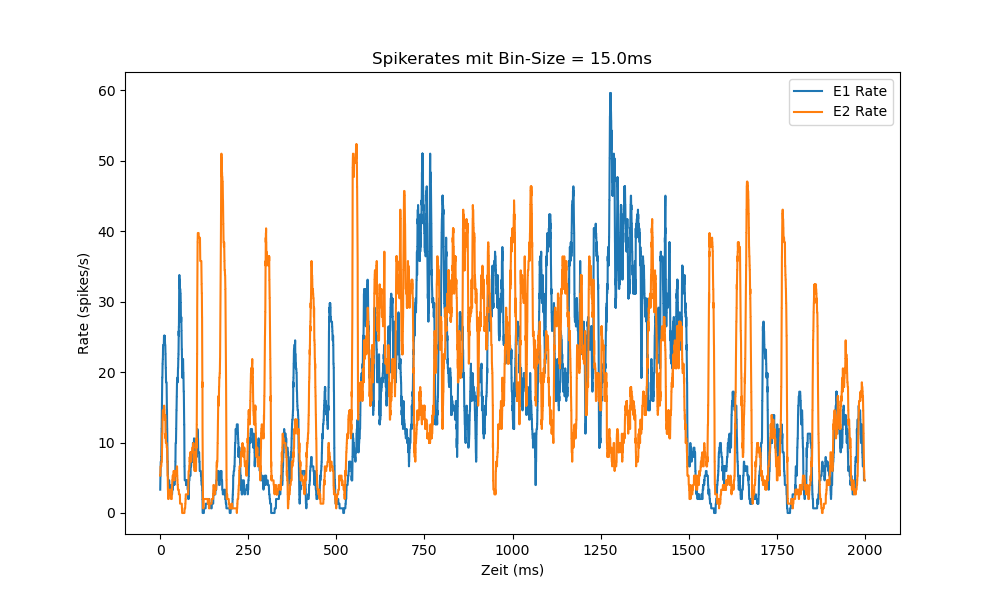 Spikerates mit Bin-Size = 15.0ms
E1 Rate
E2 Rate
60
50
40
30
20
10
0
Rate (spikes/s)
0 250 500 750 1000 1250 1500 1750 2000
Zeit (ms)